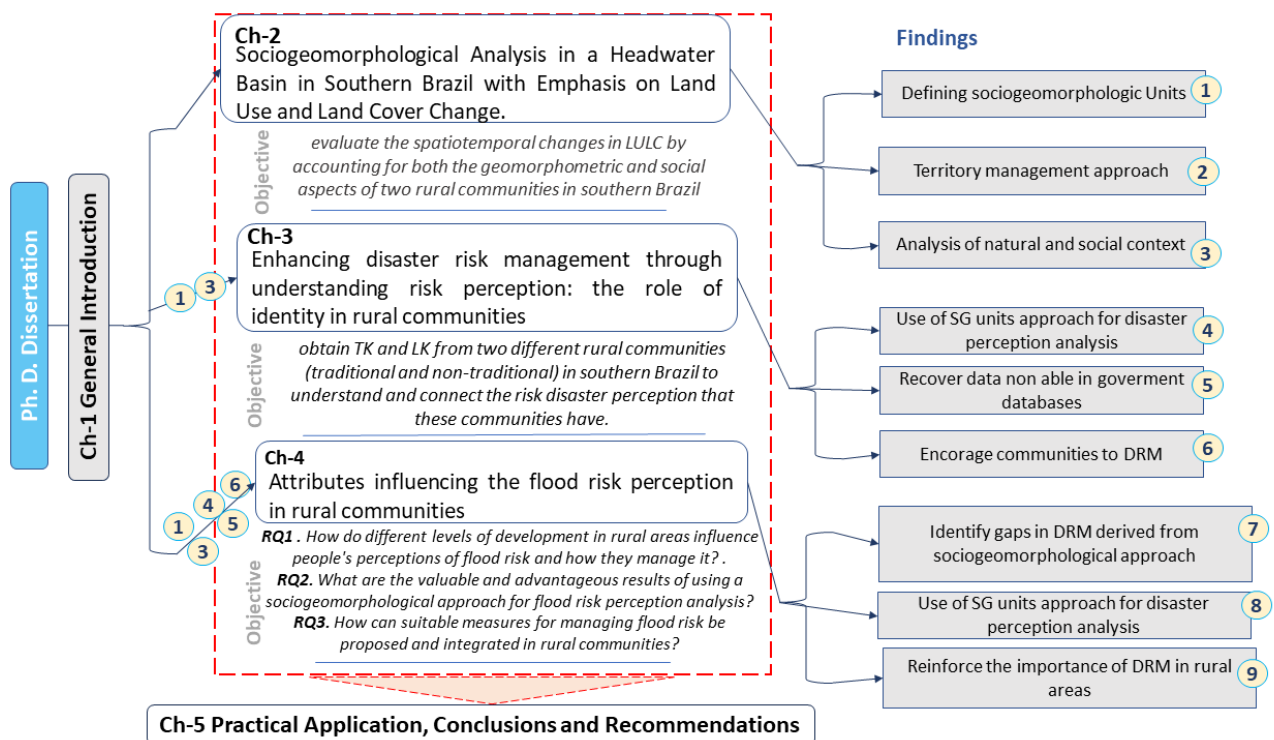 Ph. D. Dissertation
Ch-1 General Introduction
Ch-2
Sociogeomorphological Analysis in a Headwater
Basin in Southern Brazil with Emphasis on Land
Use and Land Cover Change.
Objective
evaluate the spatiotemporal changes in LULC by
accounting for both the geomorphometric and social
aspects of two rural communities in southern Brazil
1
3
Ch-3
Enhancing disaster risk management through
understanding risk perception: the role of
identity in rural communities
Objective
obtain TK and LK from two different rural communities
(traditional and non-traditional) in southern Brazil to
understand and connect the risk disaster perception that
these communities have.
1
3
4
5
6
Ch-4
Attributes influencing the flood risk perception
in rural communities
Objective
RQ1 . How do different levels of development in rural areas influence
people's perceptions of flood risk and how they manage it? .
RQ2. What are the valuable and advantageous results of using a
sociogeomorphological approach for flood risk perception analysis?
RQ3. How can suitable measures for managing flood risk be
proposed and integrated in rural communities?
Ch-5 Practical Application, Conclusions and Recommendations
Findings
Defining sociogeomorphologic Units
1
Territory management approach
2
Analysis of natural and social context
3
Use of SG units approach for disaster
perception analysis
4
Recover data non able in goverment
databases
5
Encorage communities to DRM
6
Identify gaps in DRM derived from
sociogeomorphological approach
7
Use of SG units approach for disaster
perception analysis
8
Reinforce the importance of DRM in rural
areas
9